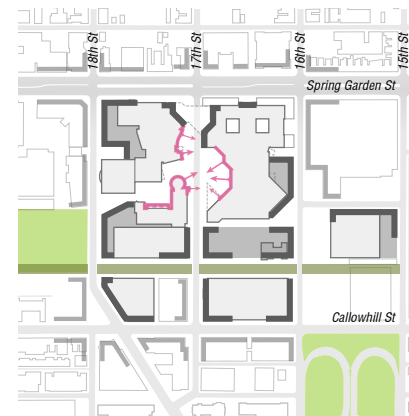 18th St
17th St
16th St
15th St
Spring Garden St
Callowhill St